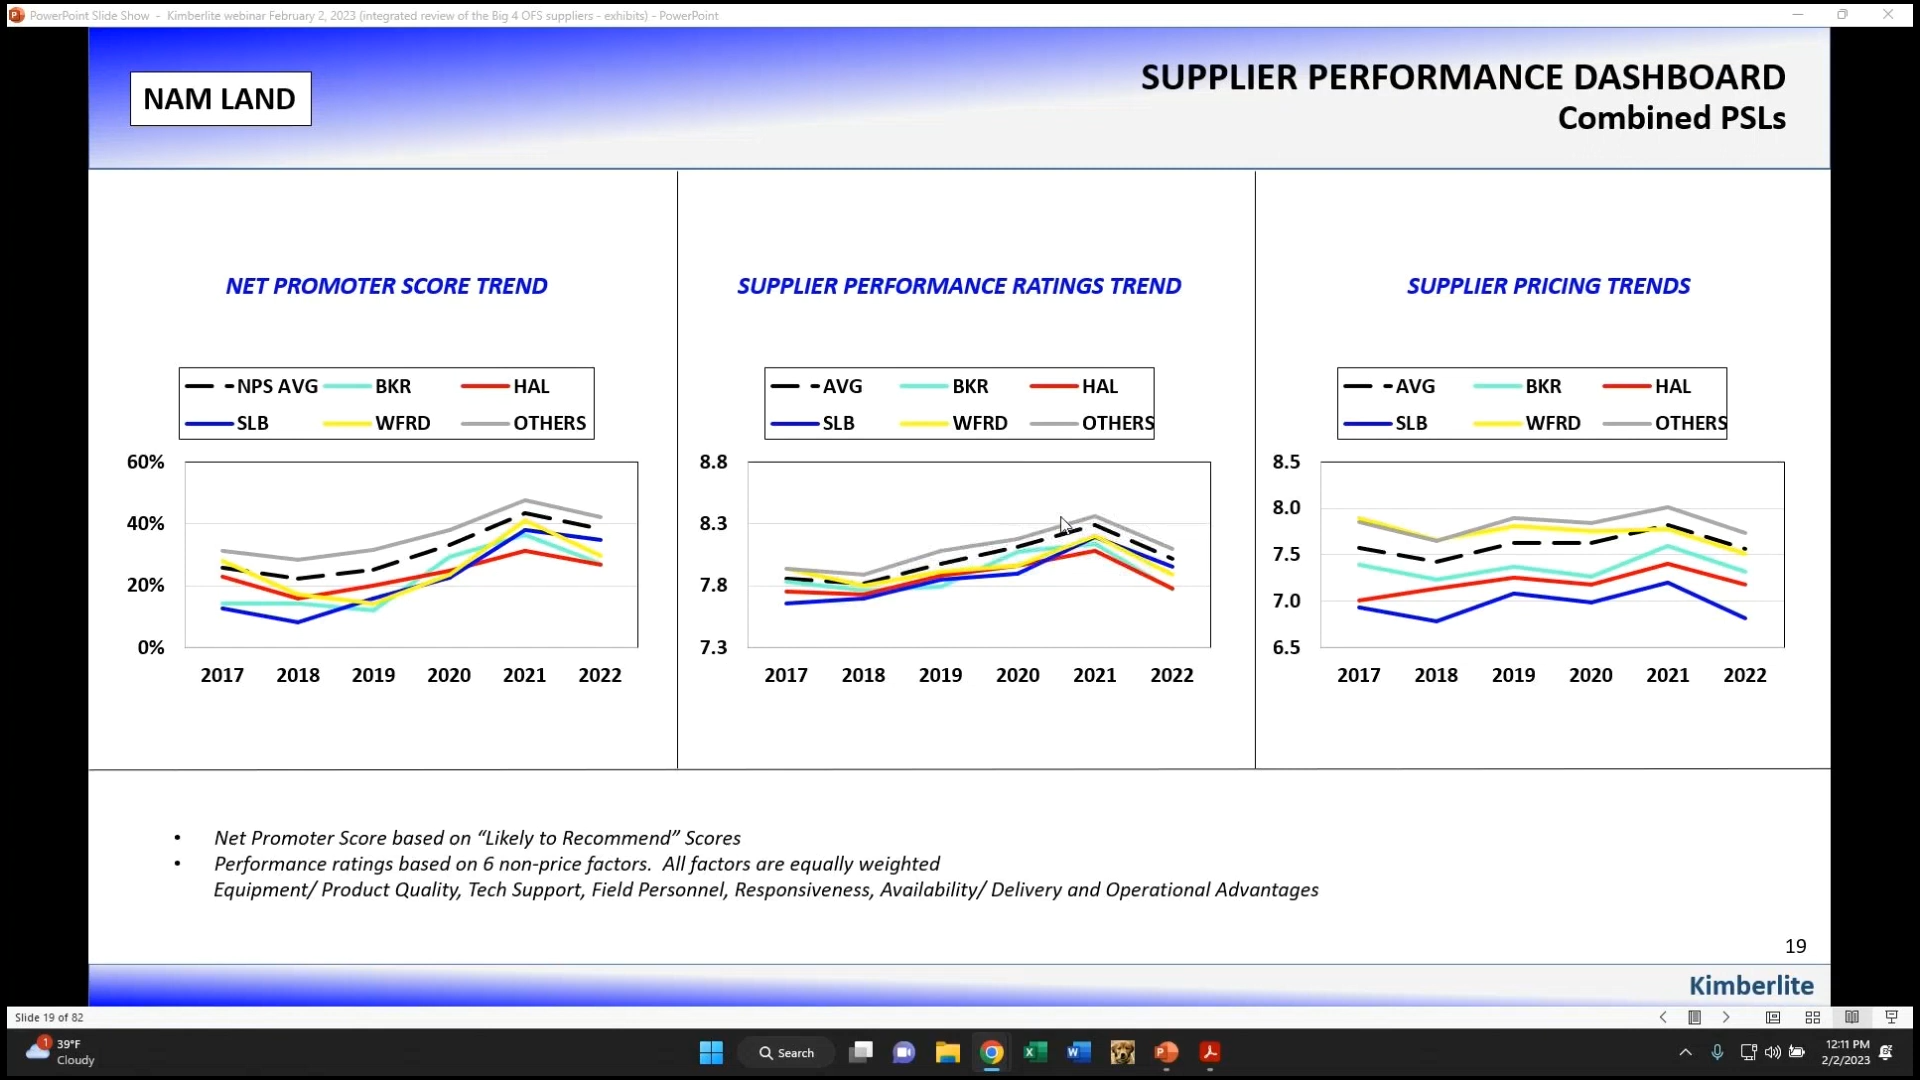 PowerPoint Slide Show - Kimberlite webinar February 2, 2023 (integrated review of the Big 4 OFS suppliers - exhibits) - PowerPoint
NAM LAND
SUPPLIER PERFORMANCE DASHBOARD
Combined PSLs
NET PROMOTER SCORE TREND
NPS AVG BKR HAL
SLB WFRD OTHERS
60%
40%
20%
0%
2017 2018 2019 2020 2021 2022
SUPPLIER PERFORMANCE RATINGS TREND
AVG BKR HAL
SLB WFRD OTHERS
8.8
8.3
7.8
7.3
2017 2018 2019 2020 2021 2022
SUPPLIER PRICING TRENDS
AVG BKR HAL
SLB WFRD OTHERS
8.5
8.0
7.5
7.0
6.5
2017 2018 2019 2020 2021 2022
• Net Promoter Score based on “Likely to Recommend” Scores
• Performance ratings based on 6 non-price factors. All factors are equally weighted
Equipment/ Product Quality, Tech Support, Field Personnel, Responsiveness, Availability/ Delivery and Operational Advantages
19
Kimberlite
Slide 19 of 82
1
39°F
Cloudy
Search
12:11 PM
2/2/2023